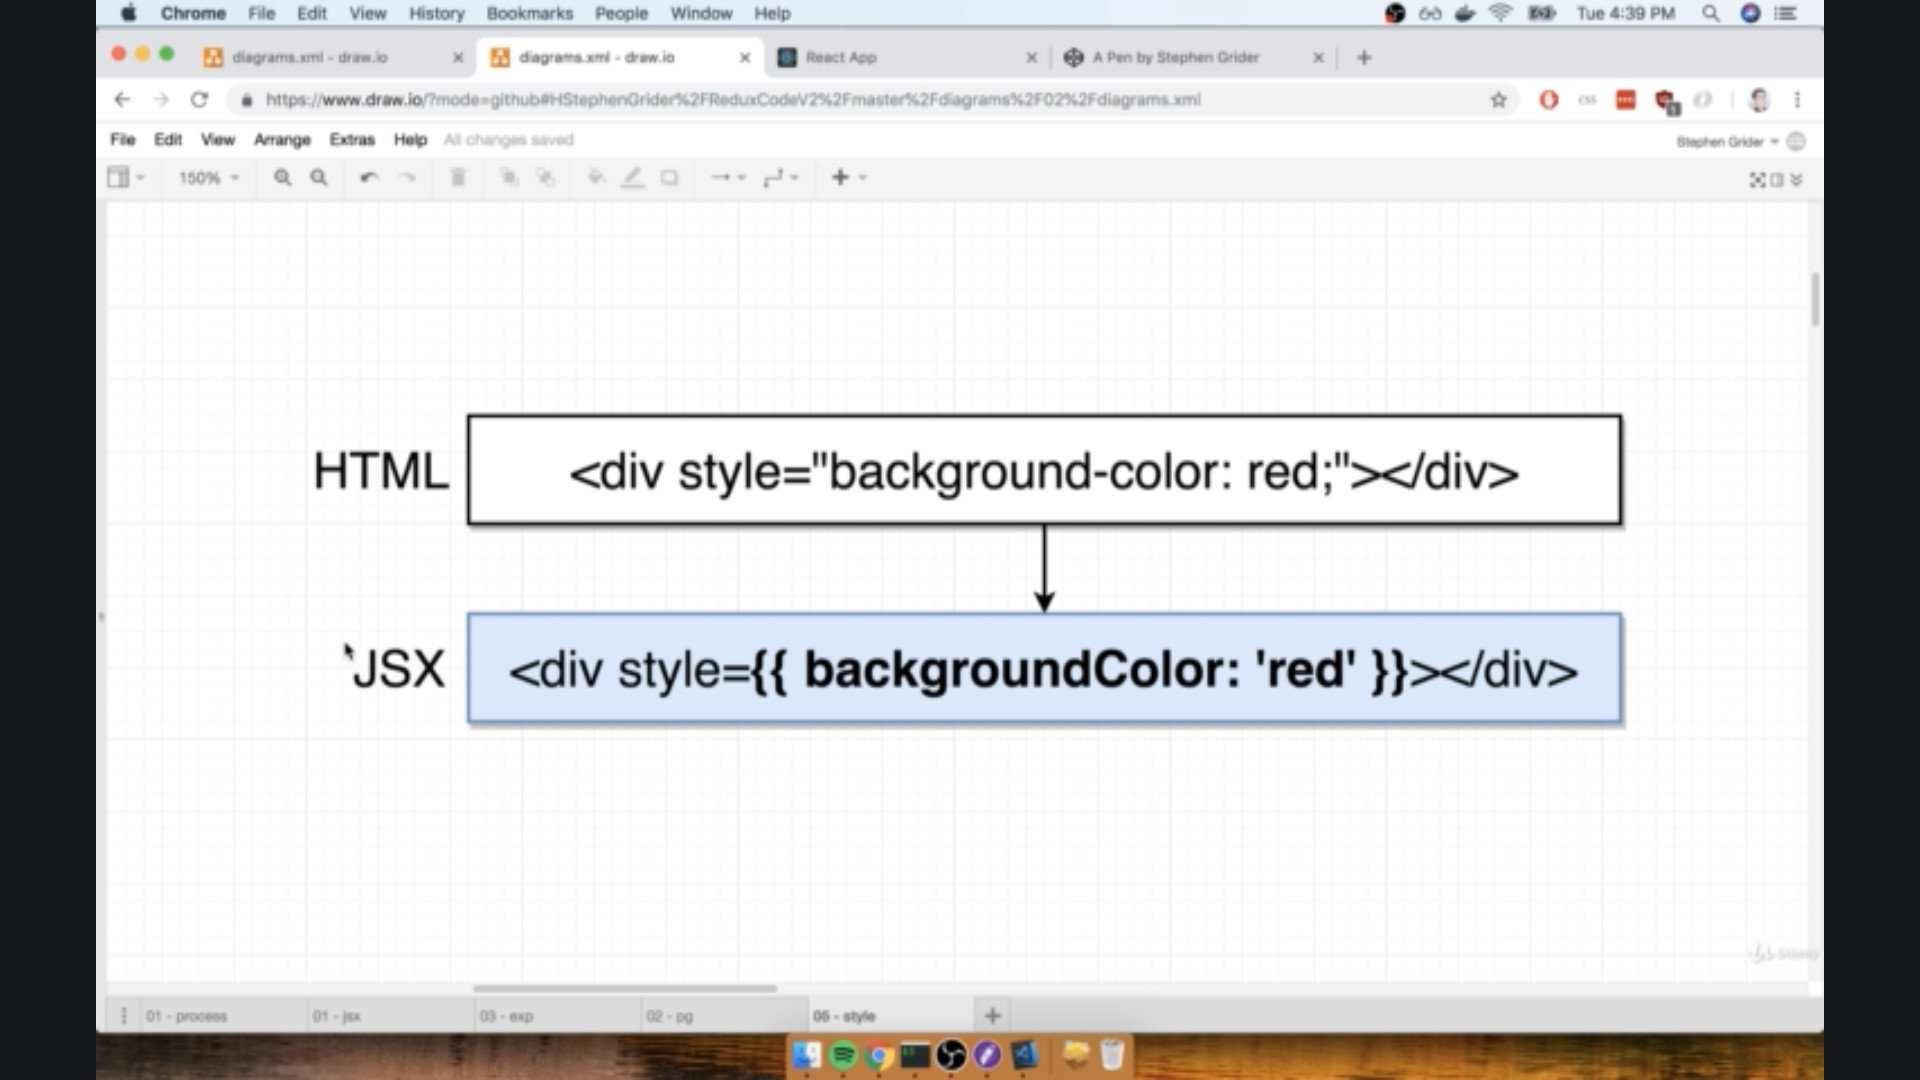 Chrome File Edit View History Bookmarks People Window Help Tue 4:39 PM
diagrams.xml - draw.io diagrams.xml - draw.io React App A Pen by Stephen Grider
https://www.draw.io/?mode=github#HStephenGrider%2FReduxCodeV2%2Fmaster%2Fdiagrams%2F02%2Fdiagrams.xml
File Edit View Arrange Extras Help All changes saved Stephen Grider
150%
HTML <div style="background-color: red;"></div>
JSX <div style={{ backgroundColor: 'red' }}></div>
01 - process 01 - jsx 03 - exp 02 - pg 05 - style